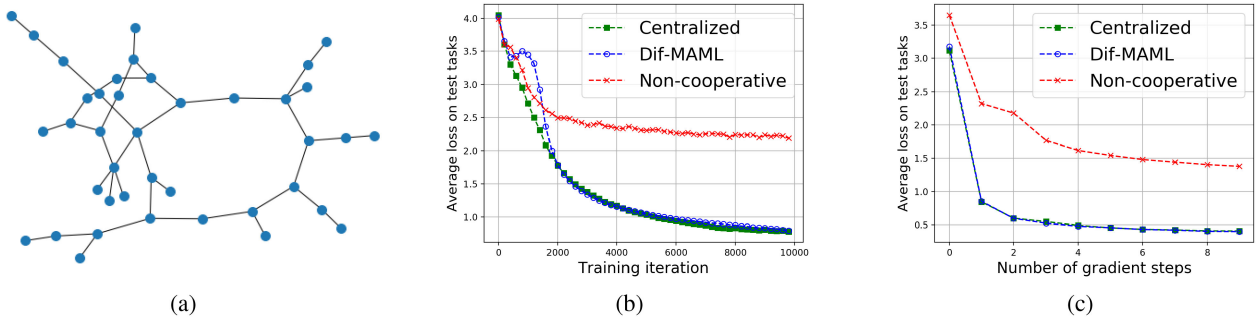 Average loss on test tasks
4.0
3.5
3.0
2.5
2.0
1.5
1.0
0
2000
4000
6000
8000
10000
Training iteration
Centralized
Dif-MAML
Non-cooperative
Average loss on test tasks
3.5
3.0
2.5
2.0
1.5
1.0
0.5
0
2
4
6
8
Number of gradient steps
Centralized
Dif-MAML
Non-cooperative
(a)
(b)
(c)